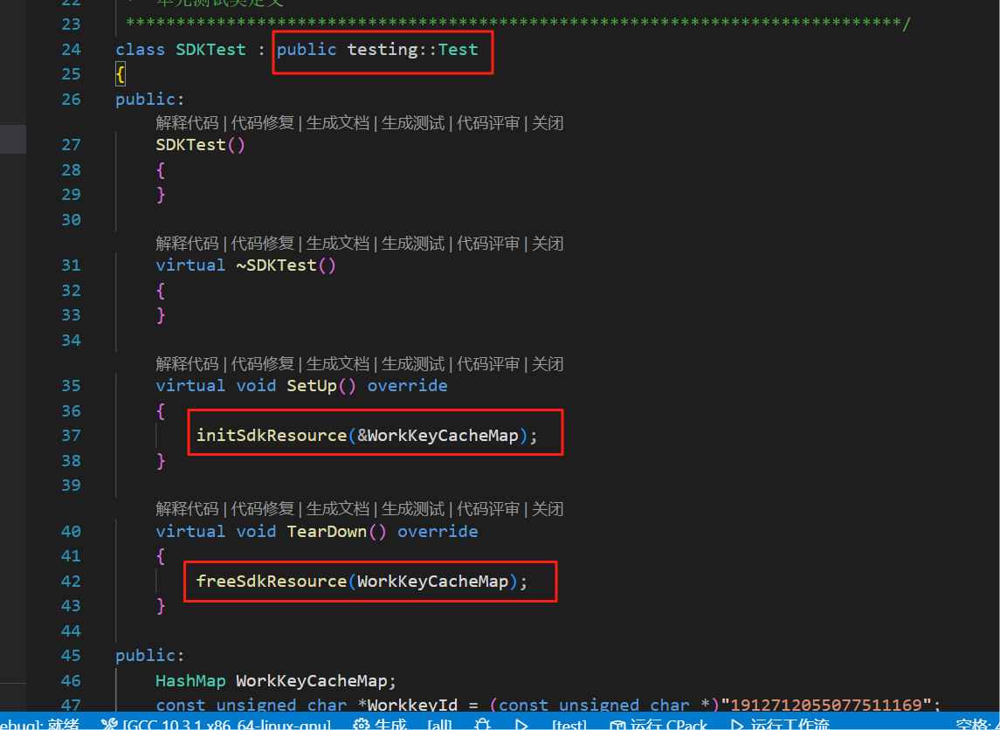 22 * 单元测试类定义
23 *****************************************************************************/
24 class SDKTest : public testing::Test
25 {
26 public:
解释代码 | 代码修复 | 生成文档 | 生成测试 | 代码评审 | 关闭
27 SDKTest()
28 {
29 }
30
解释代码 | 代码修复 | 生成文档 | 生成测试 | 代码评审 | 关闭
31 virtual ~SDKTest()
32 {
33 }
34
解释代码 | 代码修复 | 生成文档 | 生成测试 | 代码评审 | 关闭
35 virtual void SetUp() override
36 {
37 initSdkResource(&WorkKeyCacheMap);
38 }
39
解释代码 | 代码修复 | 生成文档 | 生成测试 | 代码评审 | 关闭
40 virtual void TearDown() override
41 {
42 freeSdkResource(WorkKeyCacheMap);
43 }
44
45 public:
46 HashMap WorkKeyCacheMap;
47 const unsigned char *WorkkeyId = (const unsigned char *)"1912712055077511169";
ebug]: 就绪 [GCC 10.3.1 x86_64-linux-gnu] 生成 [all] [test] 运行 CPack 运行工作流 空格: